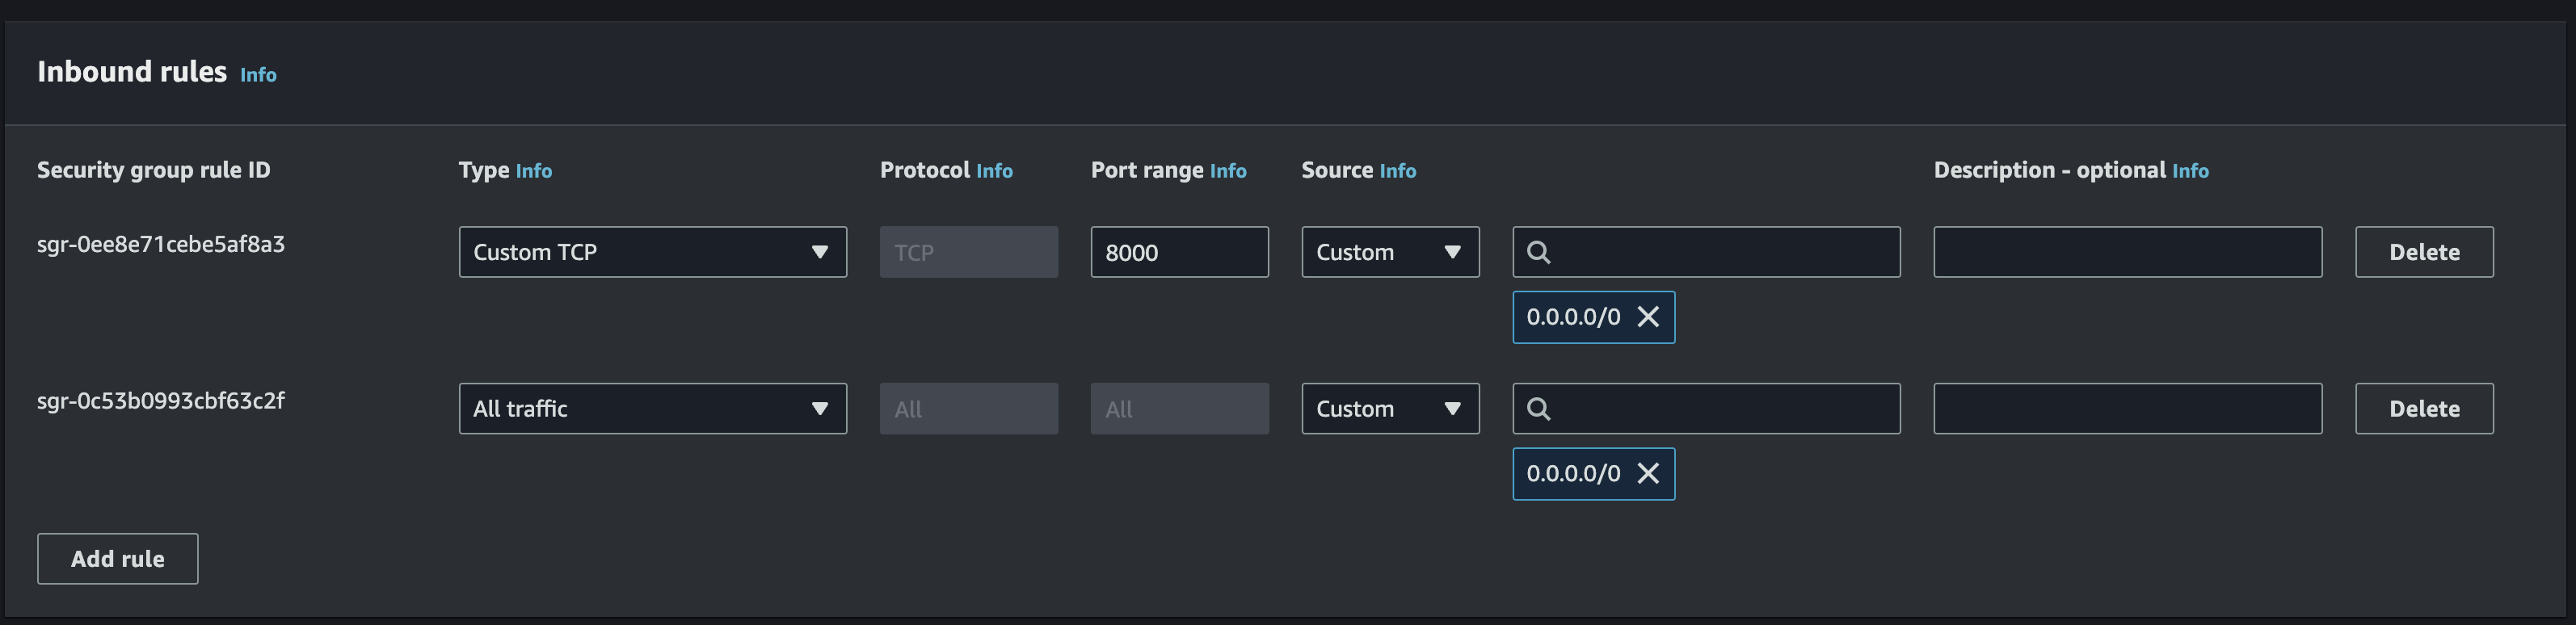 Inbound rules Info
Security group rule ID Type Info Protocol Info Port range Info Source Info Description - optional Info
sgr-0ee8e71cebe5af8a3 Custom TCP TCP 8000 Custom Delete
0.0.0.0/0
sgr-0c53b0993cbf63c2f All traffic All All Custom Delete
0.0.0.0/0
Add rule